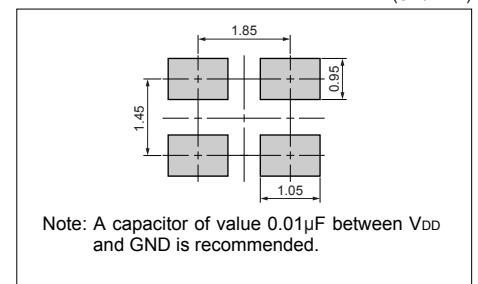 1.85
0.95
1.45
1.05
Note: A capacitor of value 0.01µF between VDD
and GND is recommended.